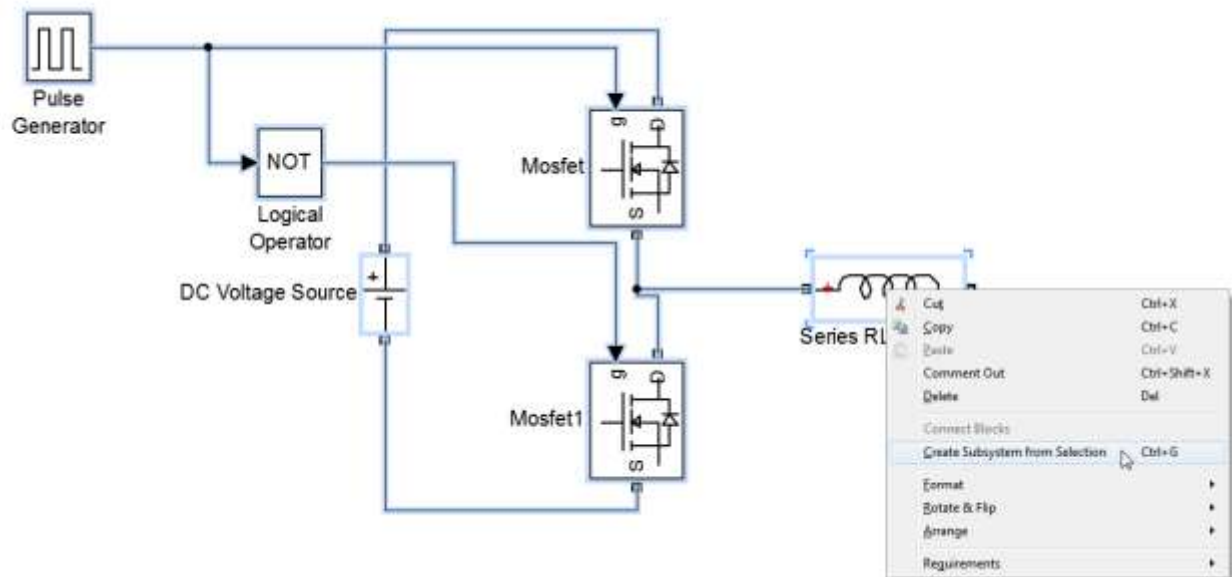 Pulse
Generator
NOT
Logical
Operator
DC Voltage Source
+
g
D
Mosfet
S
g
D
Mosfet1
S
+
Series RL
Cut Ctrl+X
Copy Ctrl+C
Paste Ctrl+V
Comment Out Ctrl+Shift+X
Delete Del
Connect Blocks
Create Subsystem from Selection Ctrl+G
Format
Rotate & Flip
Arrange
Requirements